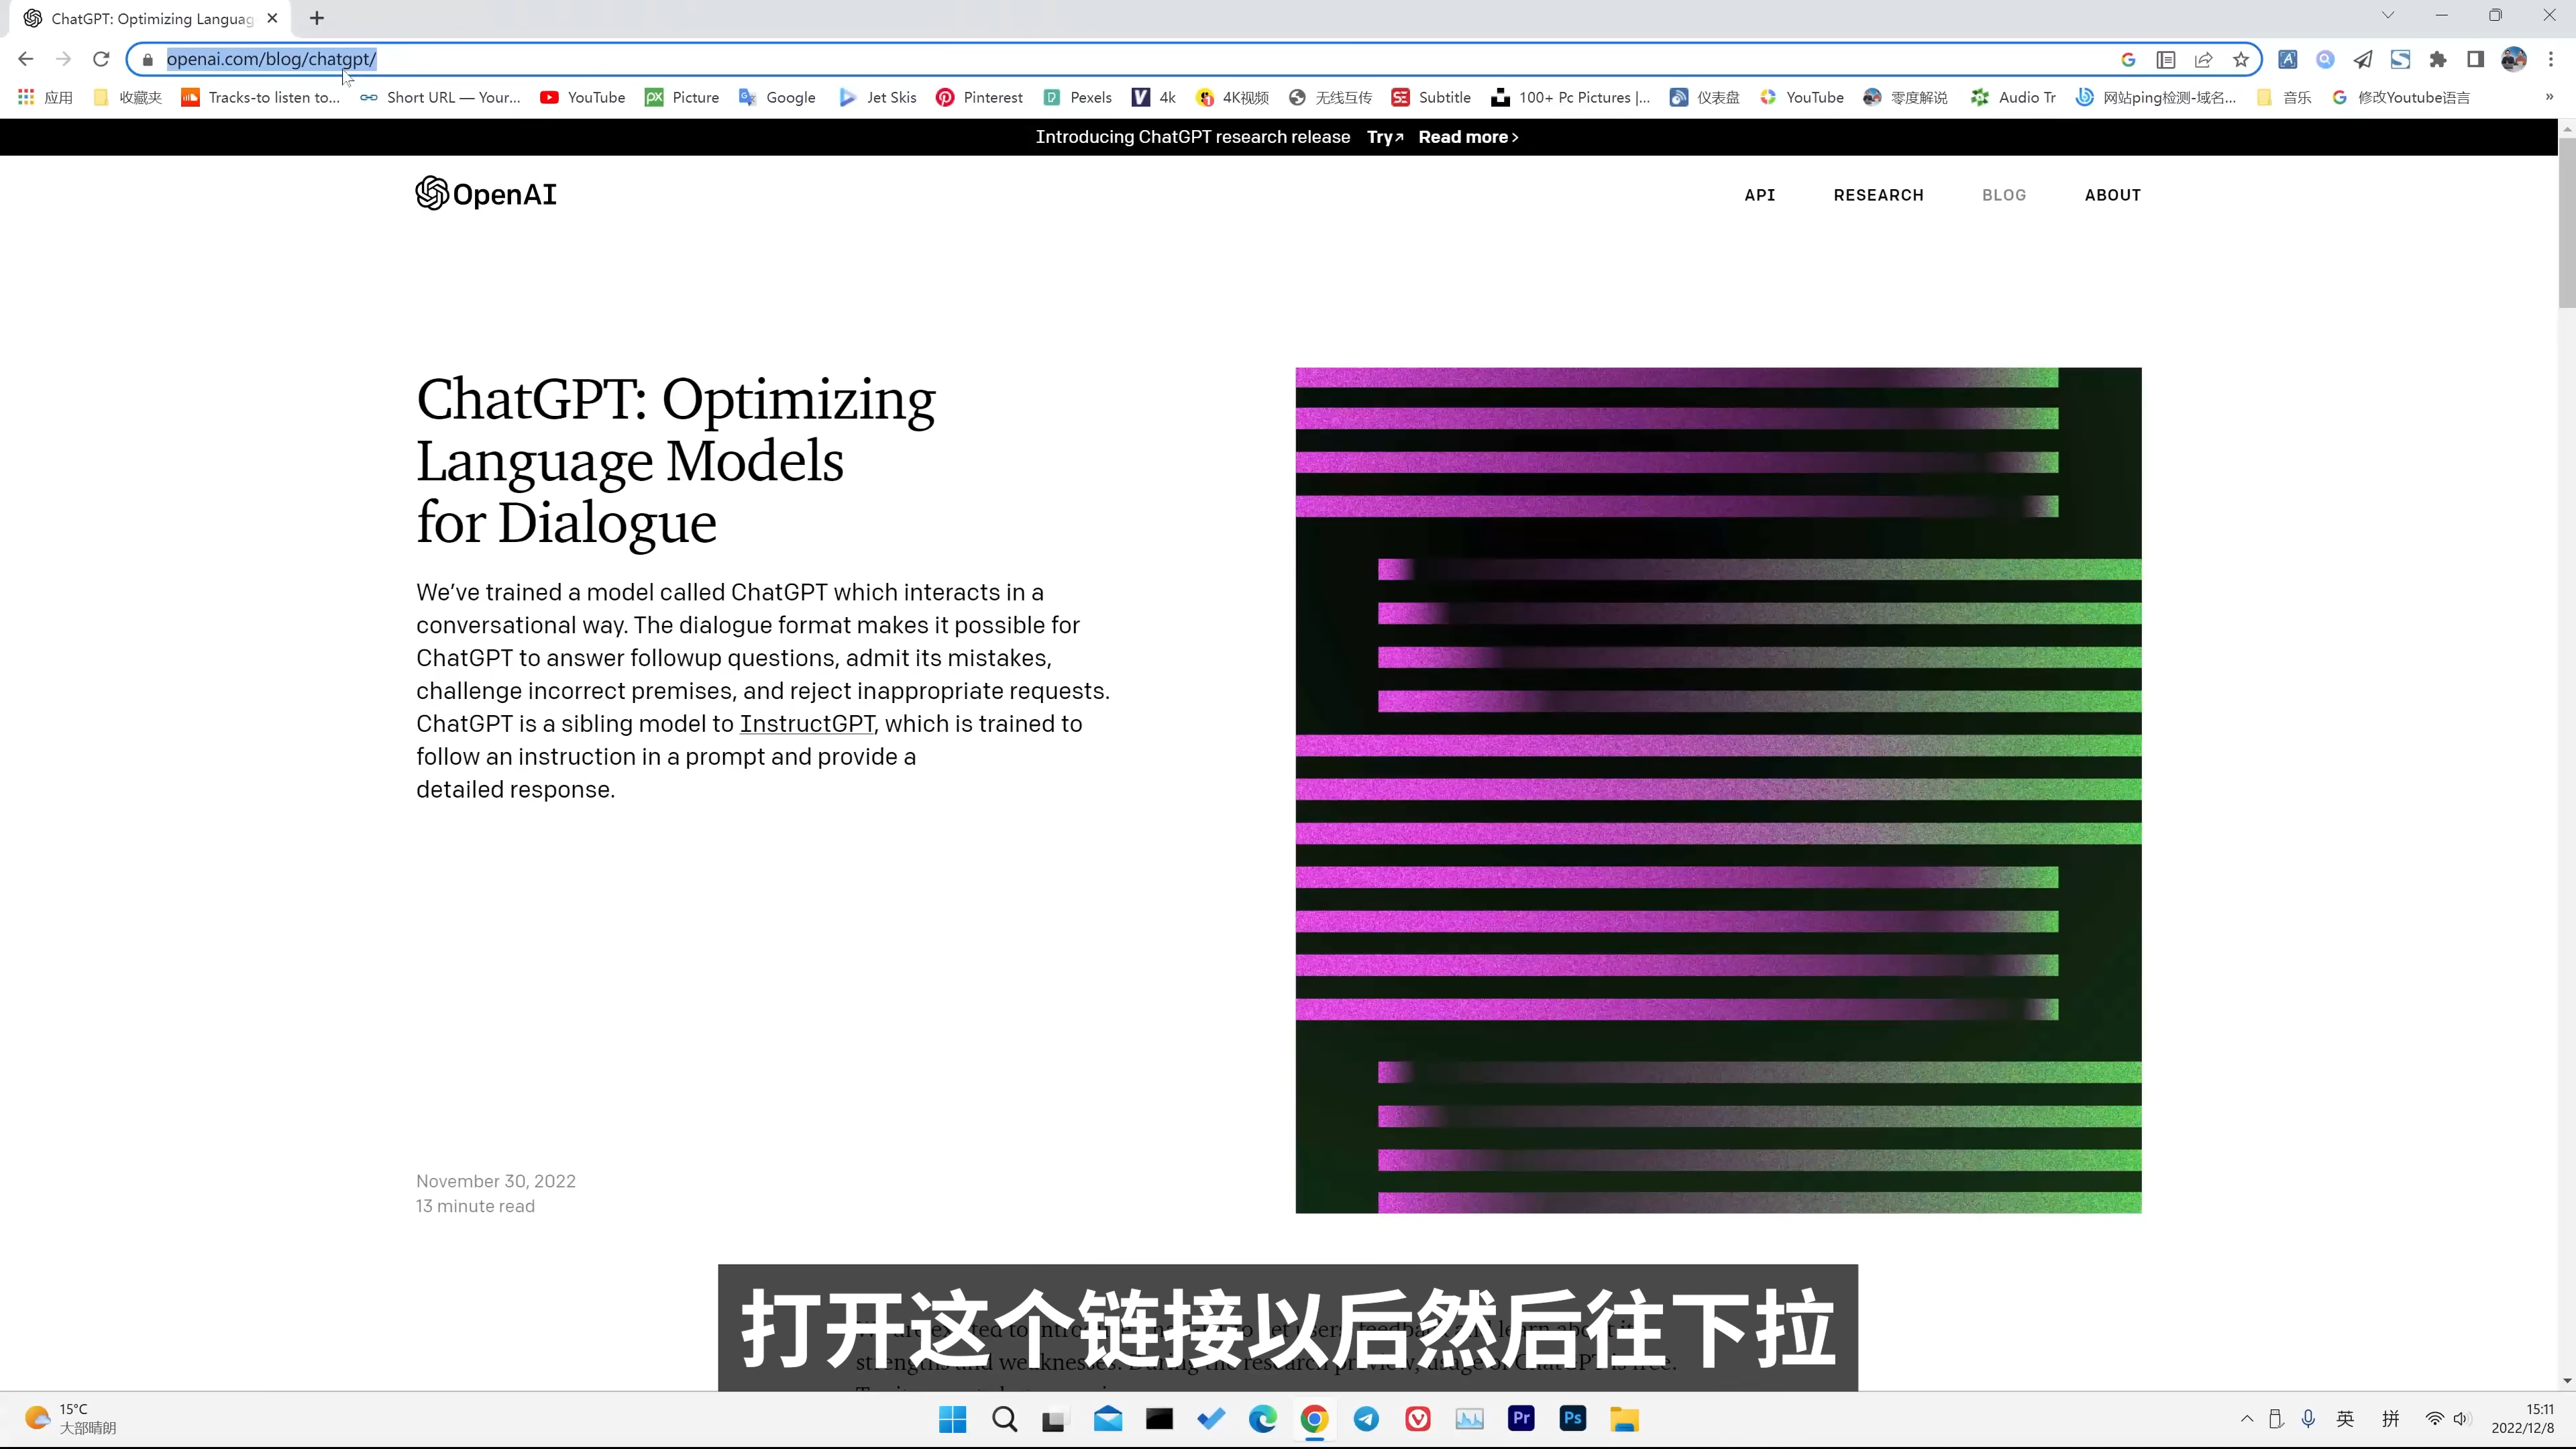 ChatGPT: Optimizing Languag
openai.com/blog/chatgpt/
应用 收藏夹 Tracks-to listen to... Short URL — Your... YouTube Picture Google Jet Skis Pinterest Pexels 4k 4K视频 无线互传 Subtitle 100+ Pc Pictures |... 仪表盘 YouTube 零度解说 Audio Tr 网站ping检测-域名... 音乐 修改Youtube语言 »
Introducing ChatGPT research release Try↗ Read more ›
OpenAI API RESEARCH BLOG ABOUT
ChatGPT: Optimizing
Language Models
for Dialogue
We’ve trained a model called ChatGPT which interacts in a
conversational way. The dialogue format makes it possible for
ChatGPT to answer followup questions, admit its mistakes,
challenge incorrect premises, and reject inappropriate requests.
ChatGPT is a sibling model to InstructGPT, which is trained to
follow an instruction in a prompt and provide a
detailed response.
November 30, 2022
13 minute read
打开这个链接以后然后往下拉
15°C
大部晴朗
Pr Ps
英 拼
15:11
2022/12/8